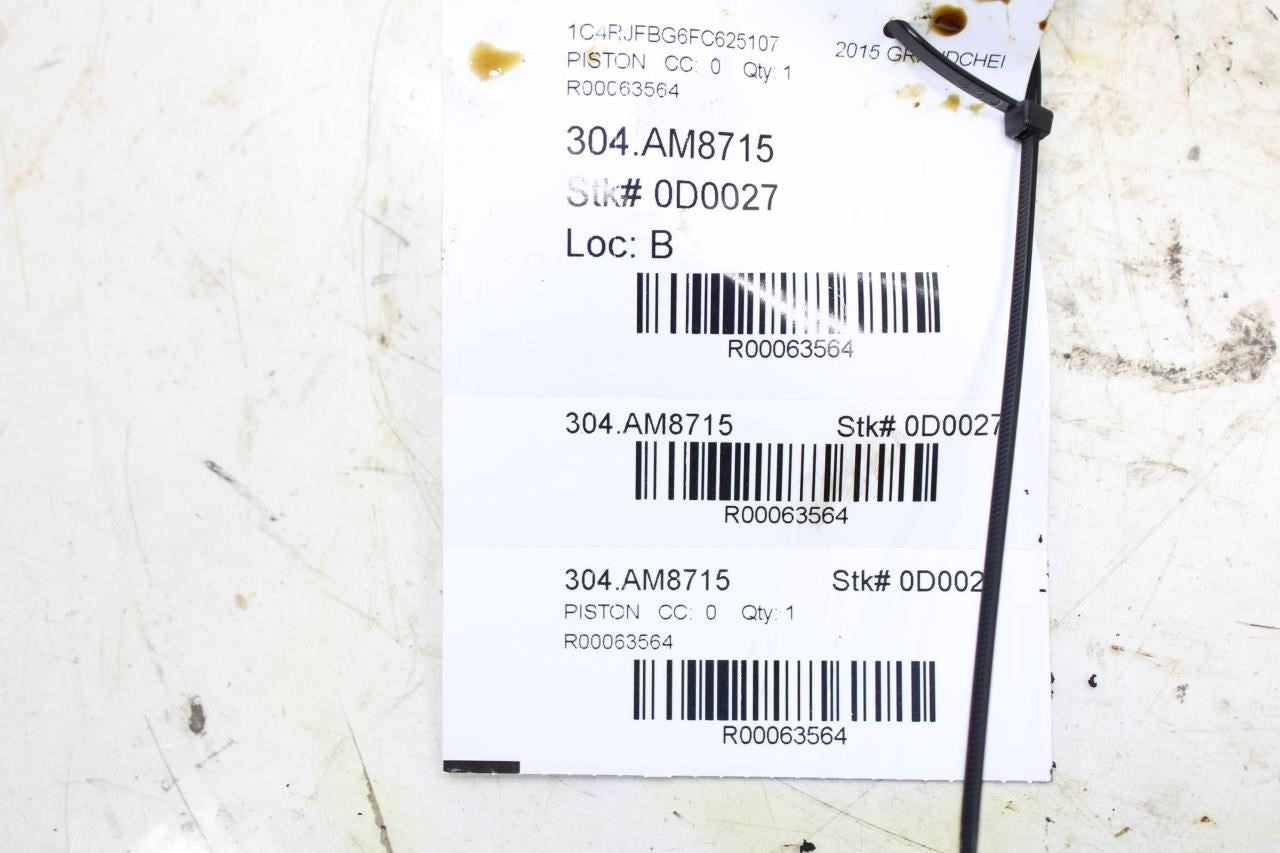 1C4RJFBG6FC625107
PISTON CC: 0 Qty: 1 2015
R00063564
304.AM8715
Stk# 0D0027
Loc: B
R00063564
304.AM8715 Stk# 0D0027
R00063564
304.AM8715 Stk# 0D002
PISTON CC: 0 Qty: 1
R00063564
R00063564